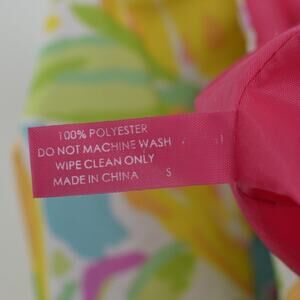 100% POLYESTER
DO NOT MACHINE WASH
WIPE CLEAN ONLY
MADE IN CHINA S